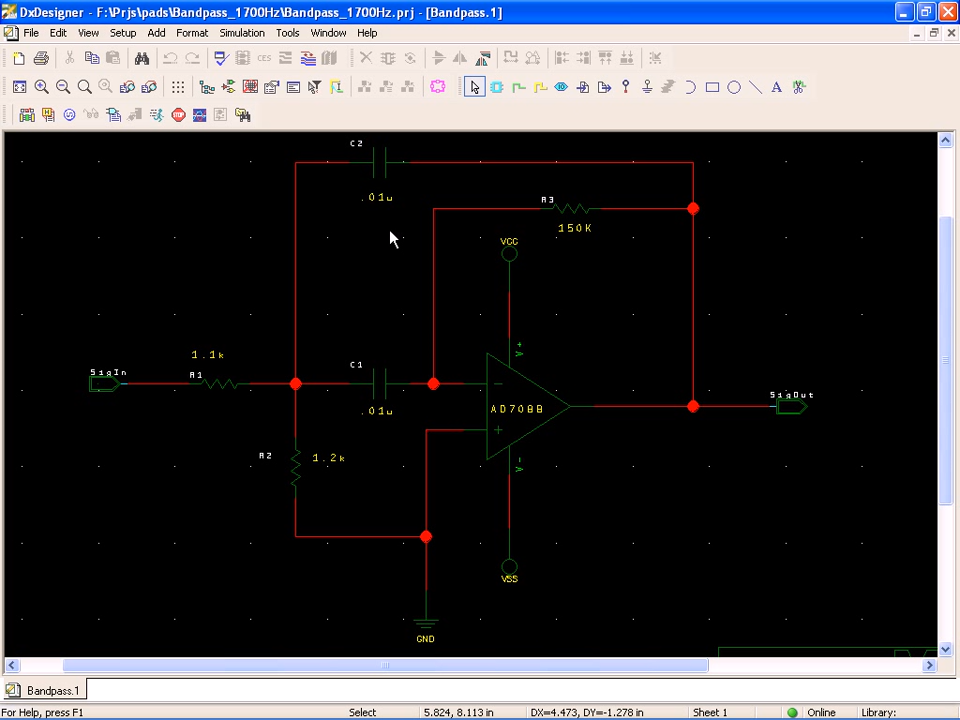 DxDesigner - F:\Prjs\pads\Bandpass_1700Hz\Bandpass_1700Hz.prj - [Bandpass.1]
File Edit View Setup Add Format Simulation Tools Window Help
CES
A
C2
.01u
R3
150K
VCC
V+
1.1k
SigIn
R1
C1
.01u
AD708B
SigOut
R2
1.2k
V-
VSS
GND
Bandpass.1
For Help, press F1 Select 5.824, 8.113 in DX=4.473, DY=-1.278 in Sheet 1 Online Library: